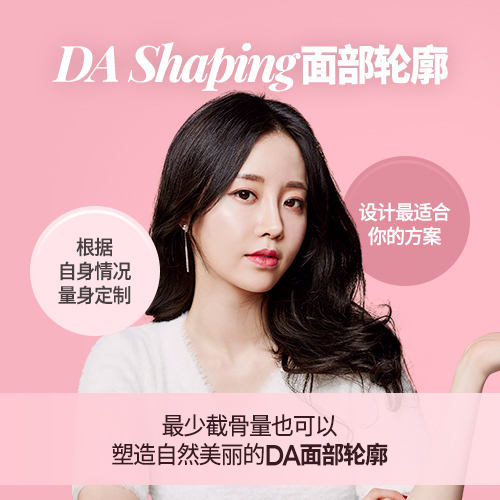 DA Shaping面部轮廓
设计最适合
你的方案
根据
自身情况
量身定制
最少截骨量也可以
塑造自然美丽的DA面部轮廓